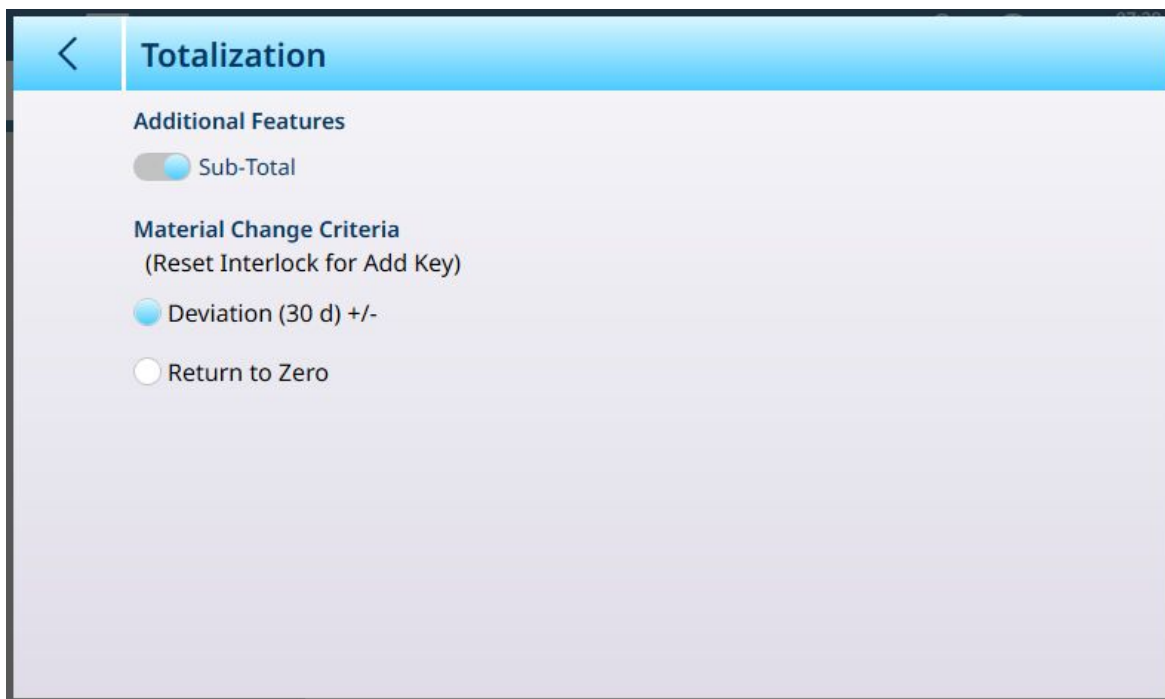 Totalization
Additional Features
Sub-Total
Material Change Criteria
(Reset Interlock for Add Key)
Deviation (30 d) +/-
Return to Zero